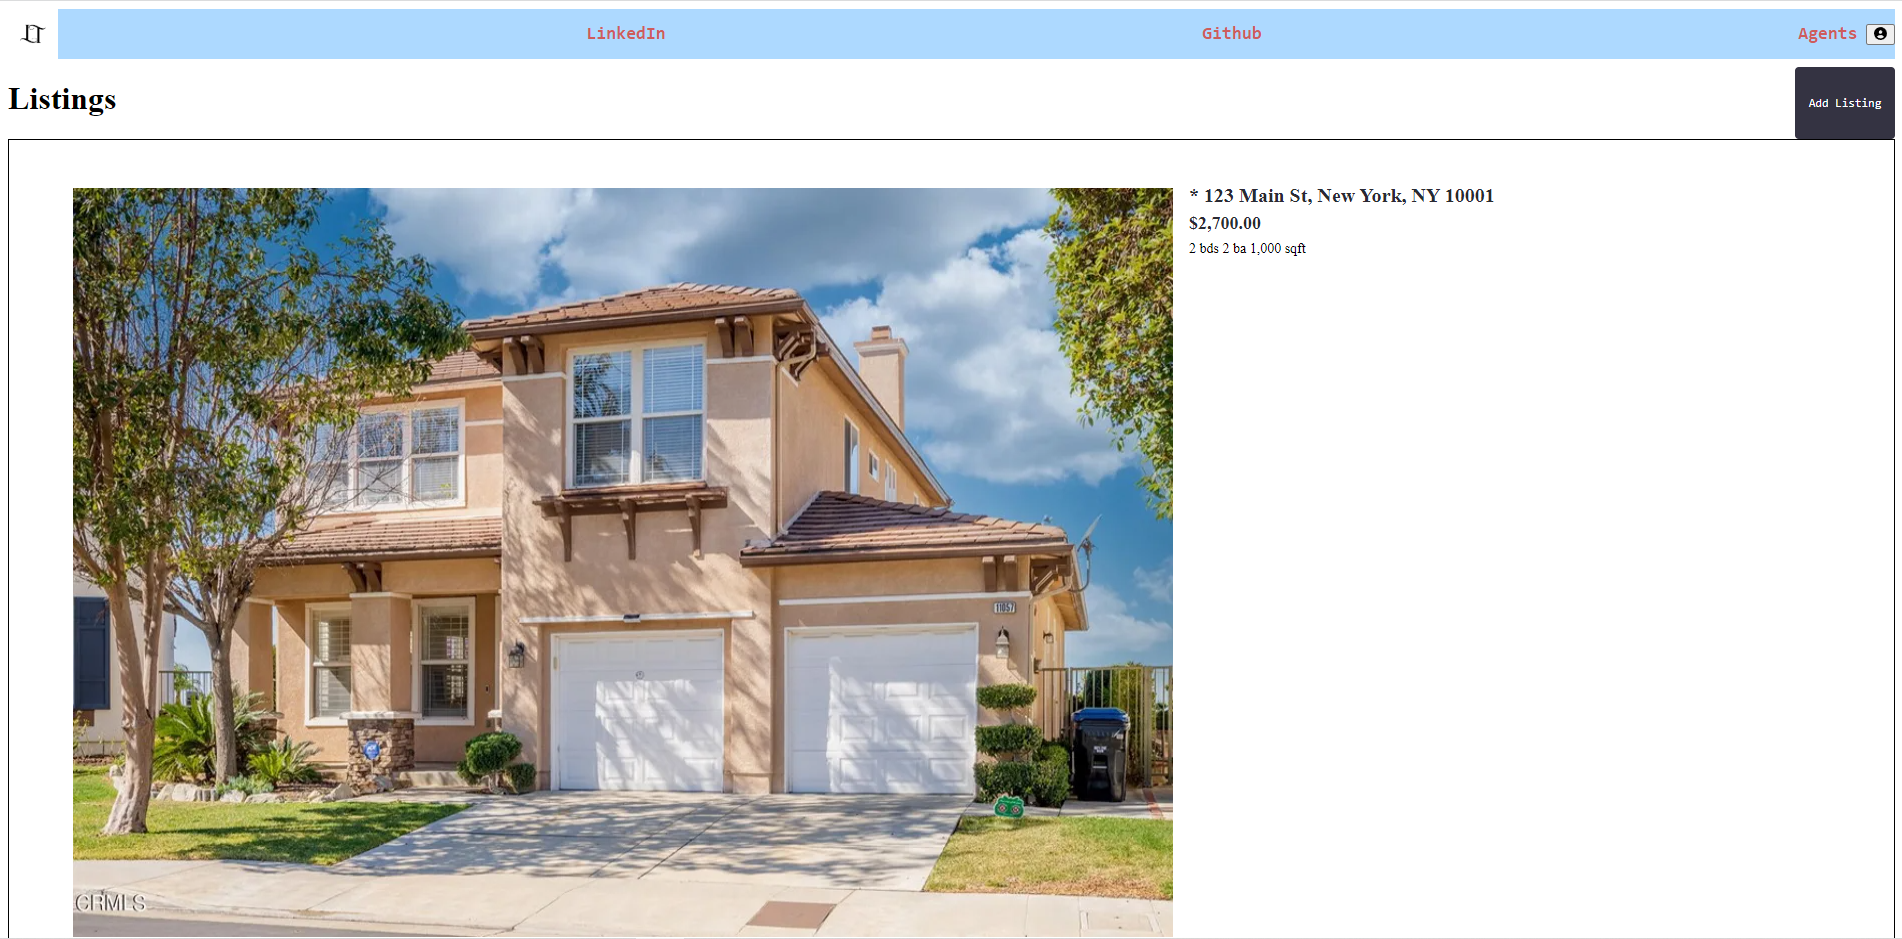 LinkedIn Github Agents
Listings
Add Listing
* 123 Main St, New York, NY 10001
$2,700.00
2 bds 2 ba 1,000 sqft
11057
CRMLS